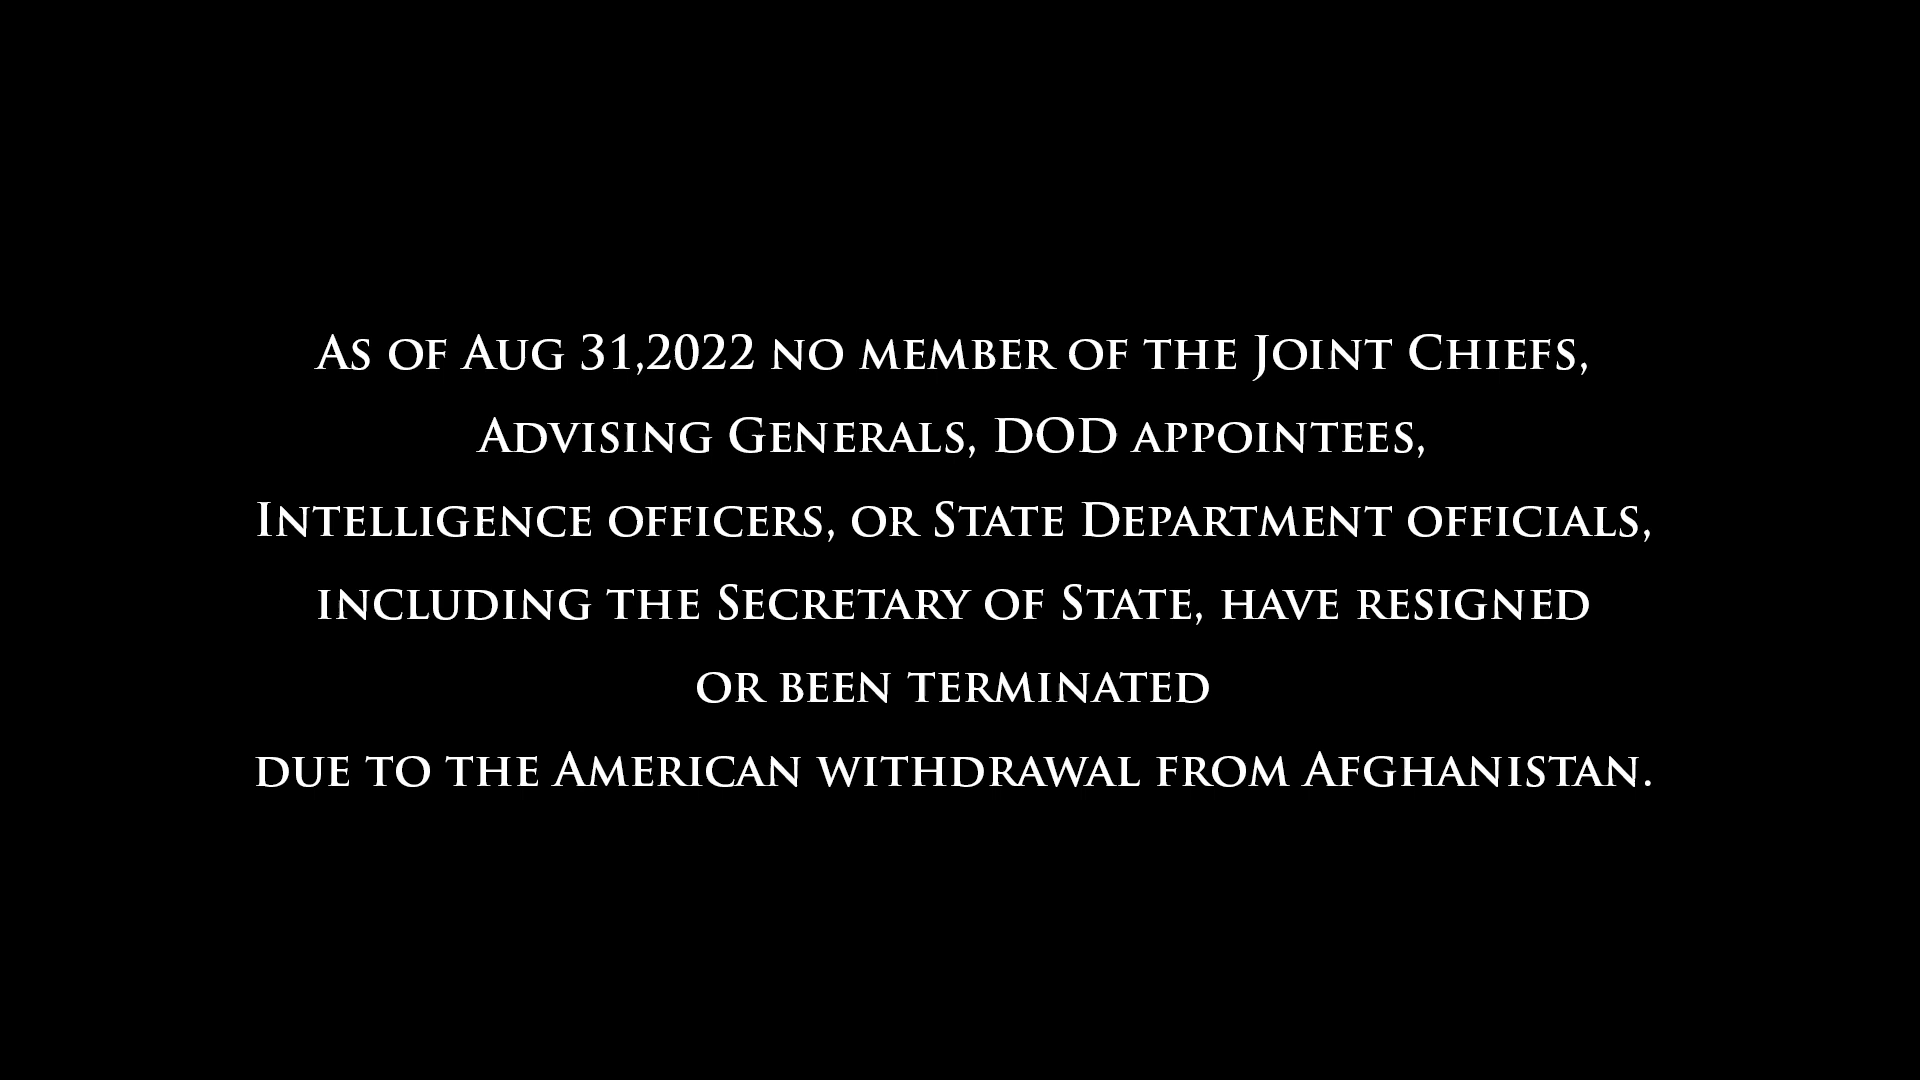 As of Aug 31,2022 no member of the Joint Chiefs,
Advising Generals, DOD appointees,
Intelligence officers, or State Department officials,
including the Secretary of State, have resigned
or been terminated
due to the American withdrawal from Afghanistan.